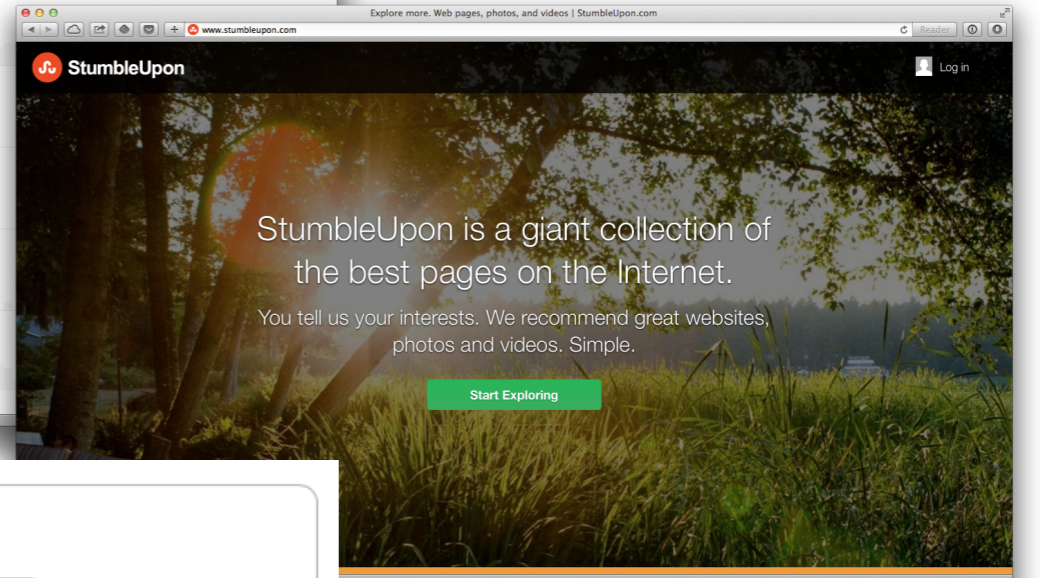 Explore more. Web pages, photos, and videos | StumbleUpon.com
www.stumbleupon.com
Reader
StumbleUpon
Log in
StumbleUpon is a giant collection of
the best pages on the Internet.
You tell us your interests. We recommend great websites,
photos and videos. Simple.
Start Exploring